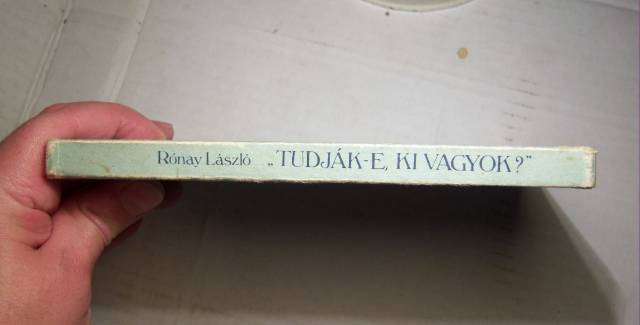 Rónay László „TUDJÁK-E, KI VAGYOK?”